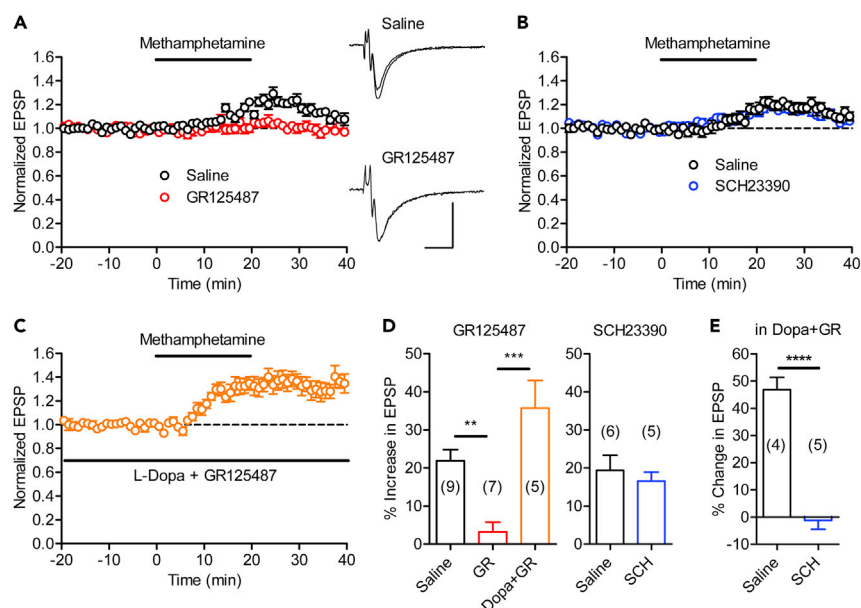 A
Methamphetamine
Normalized EPSP
1.6
1.4
1.2
1.0
0.8
0.6
0.4
0.2
0.0
Saline
GR125487
-20 -10 0 10 20 30 40
Time (min)
Saline
GR125487
B
Methamphetamine
Normalized EPSP
1.6
1.4
1.2
1.0
0.8
0.6
0.4
0.2
0.0
Saline
SCH23390
-20 -10 0 10 20 30 40
Time (min)
C
Methamphetamine
Normalized EPSP
1.6
1.4
1.2
1.0
0.8
0.6
0.4
0.2
0.0
L-Dopa + GR125487
-20 -10 0 10 20 30 40
Time (min)
D
GR125487
% Increase in EPSP
50
40
30
20
10
0
** ***
(9) (7) (5)
Saline GR Dopa+GR
SCH23390
50
40
30
20
10
0
(6) (5)
Saline SCH
E
in Dopa+GR
% Change in EPSP
60
50
40
30
20
10
0
-10
****
(4) (5)
Saline SCH